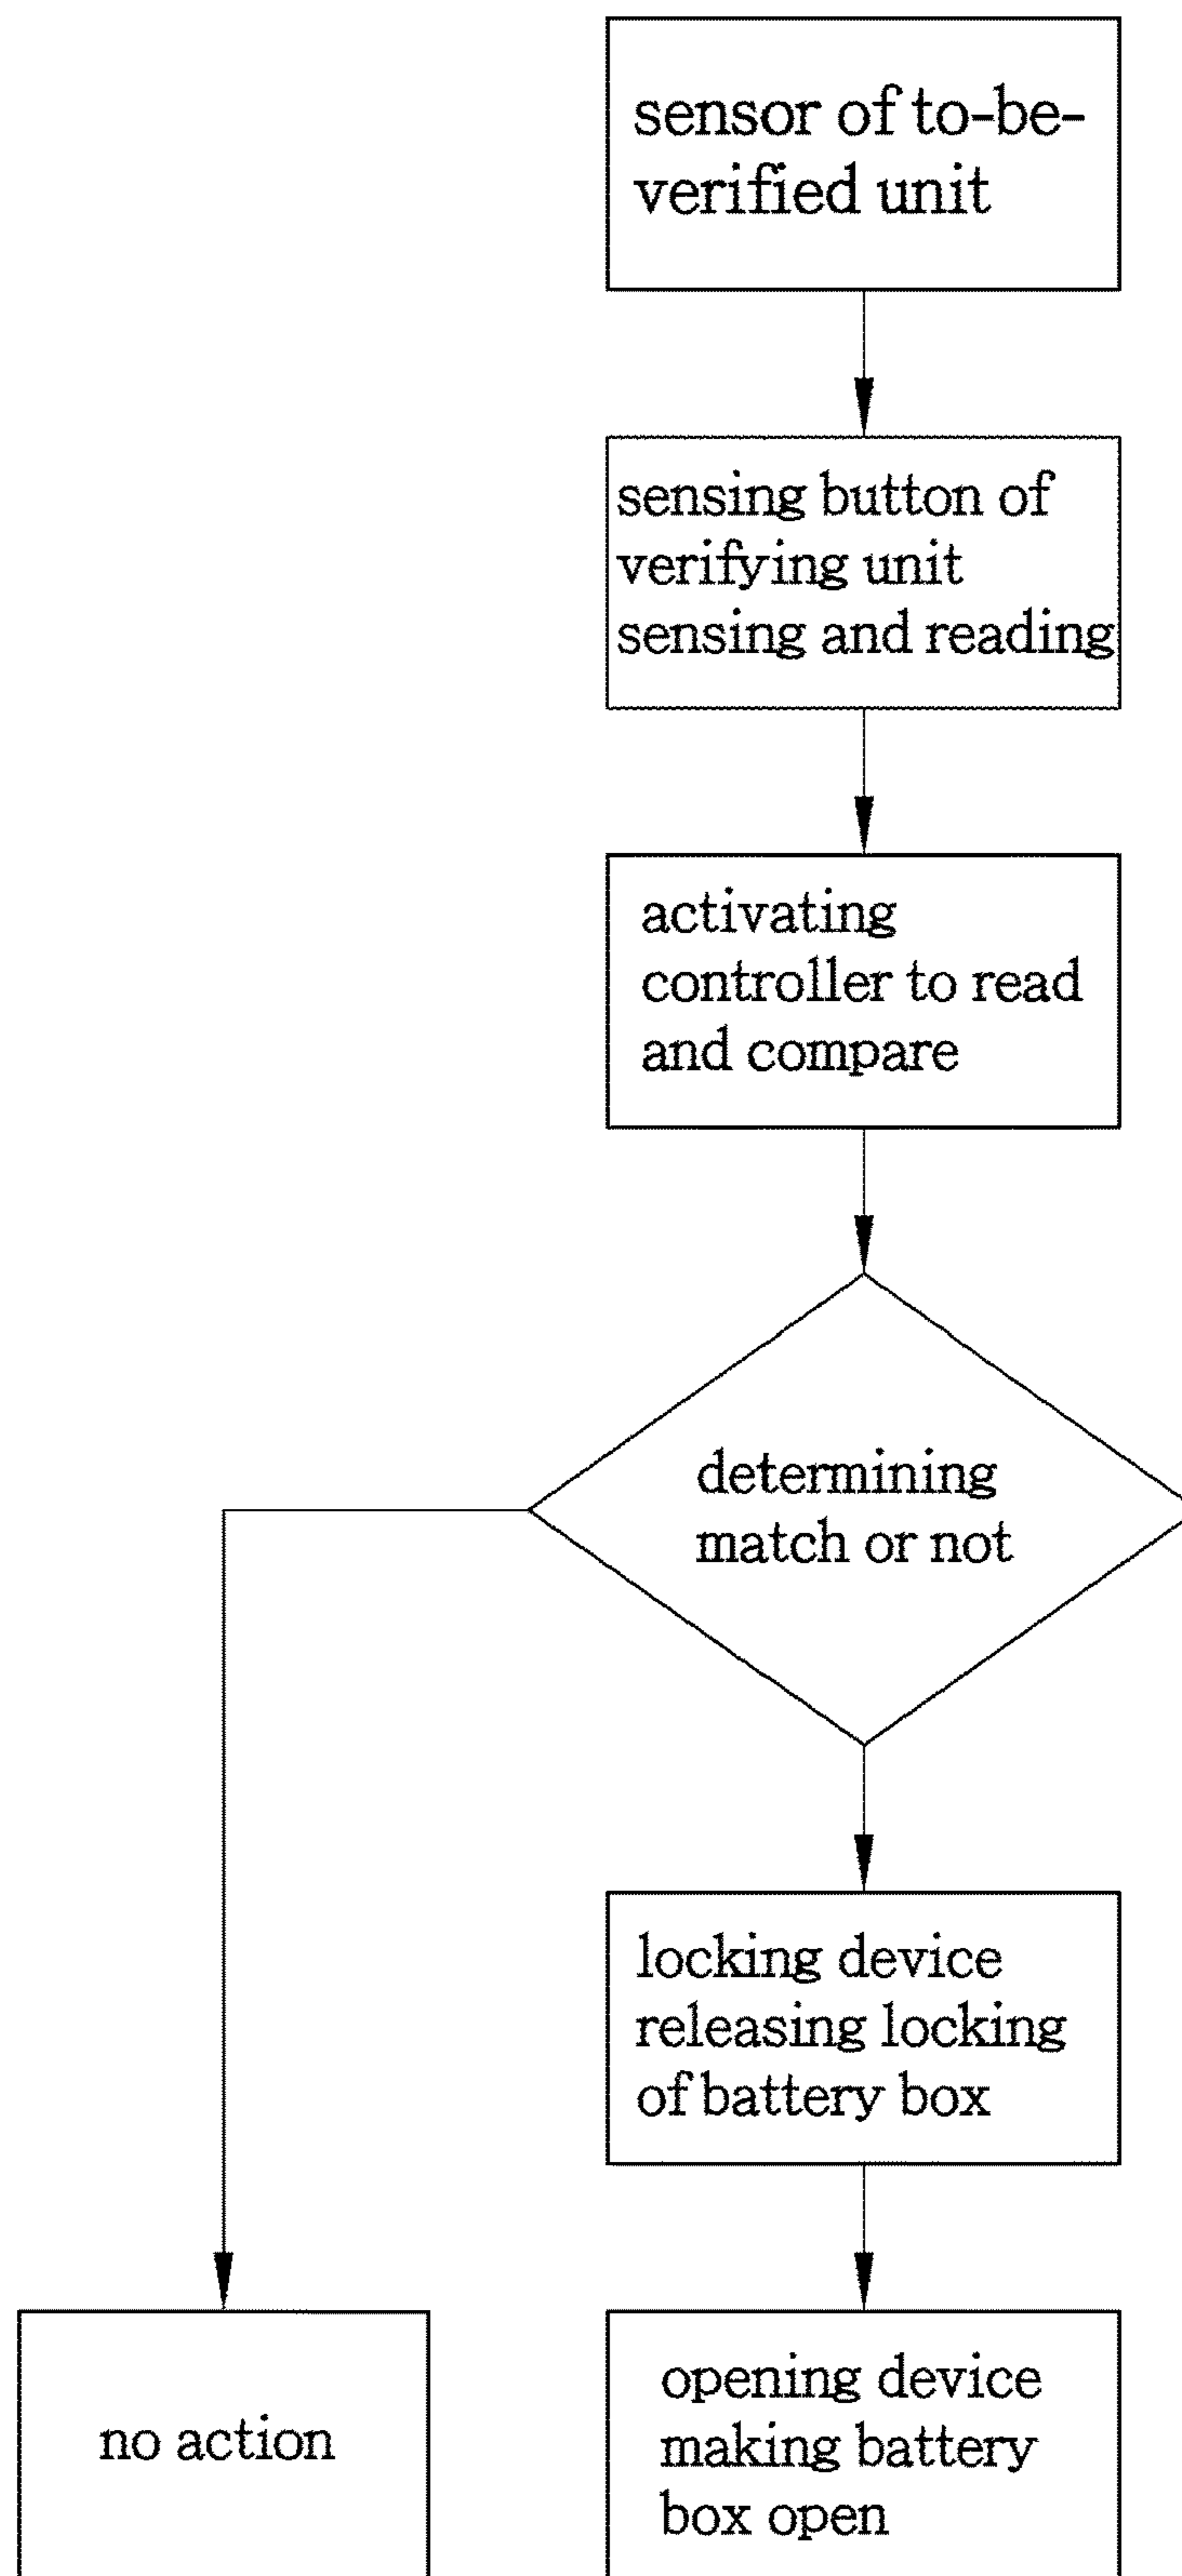 sensor of to-be-
verified unit
sensing button of
verifying unit
sensing and reading
activating
controller to read
and compare
determining
match or not
locking device
releasing locking
of battery box
no action
opening device
making battery
box open